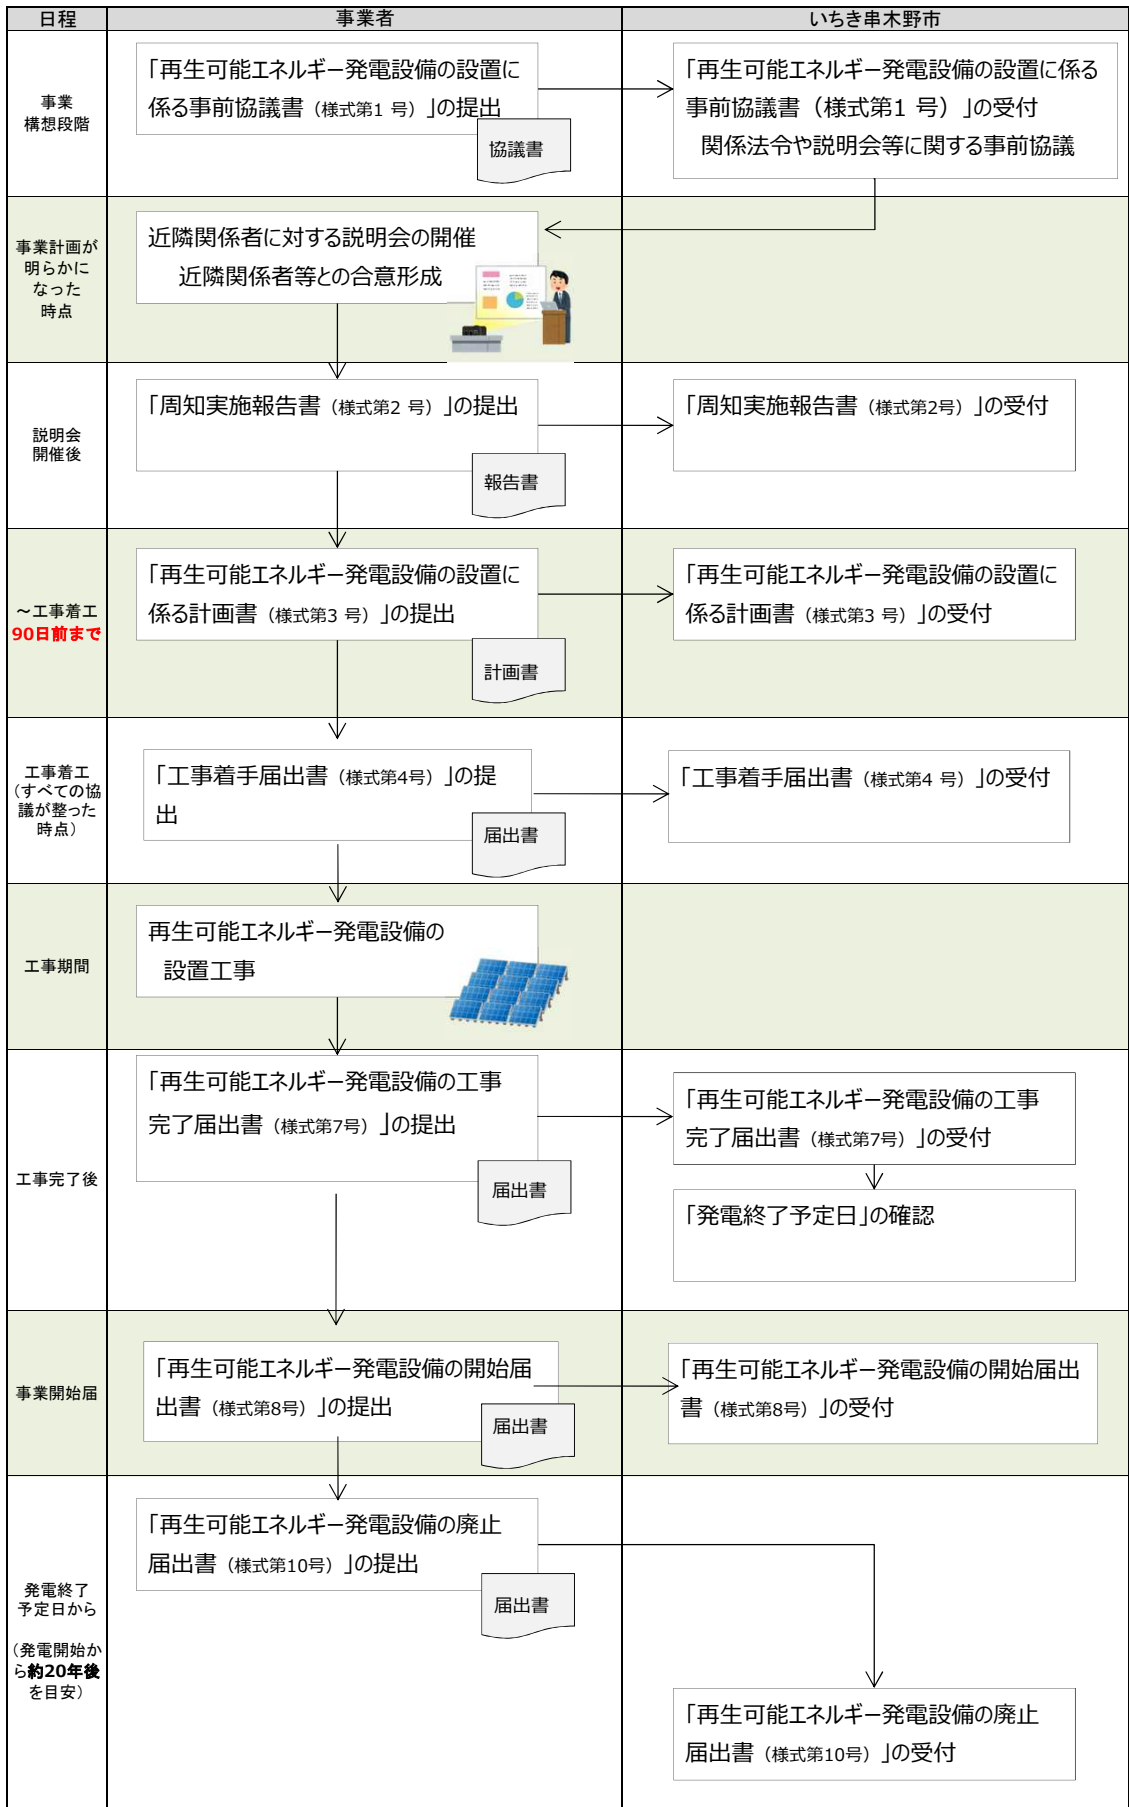 日程
事業者
いちき串木野市
事業
構想段階
「再生可能エネルギー発電設備の設置に
係る事前協議書（様式第1 号）」の提出
協議書
「再生可能エネルギー発電設備の設置に係る
事前協議書（様式第1 号）」の受付
関係法令や説明会等に関する事前協議
事業計画が
明らかに
なった
時点
近隣関係者に対する説明会の開催
近隣関係者等との合意形成
説明会
開催後
「周知実施報告書（様式第2 号）」の提出
報告書
「周知実施報告書（様式第2号）」の受付
～工事着工
90日前まで
「再生可能エネルギー発電設備の設置に
係る計画書（様式第3 号）」の提出
計画書
「再生可能エネルギー発電設備の設置に
係る計画書（様式第3 号）」の受付
工事着工
（すべての協
議が整った
時点）
「工事着手届出書（様式第4号）」の提
出
届出書
「工事着手届出書（様式第4 号）」の受付
工事期間
再生可能エネルギー発電設備の
設置工事
工事完了後
「再生可能エネルギー発電設備の工事
完了届出書（様式第7号）」の提出
届出書
「再生可能エネルギー発電設備の工事
完了届出書（様式第7号）」の受付
「発電終了予定日」の確認
事業開始届
「再生可能エネルギー発電設備の開始届
出書（様式第8号）」の提出
届出書
「再生可能エネルギー発電設備の開始届出
書（様式第8号）」の受付
発電終了
予定日から
（発電開始か
ら約20年後
を目安）
「再生可能エネルギー発電設備の廃止
届出書（様式第10号）」の提出
届出書
「再生可能エネルギー発電設備の廃止
届出書（様式第10号）」の受付